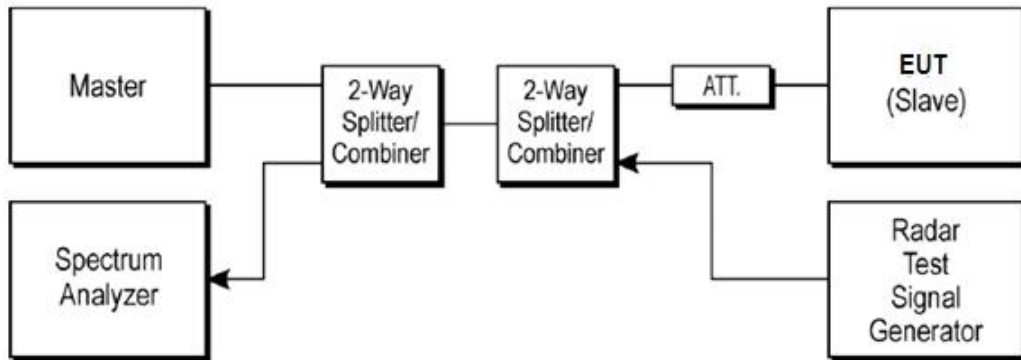 Master
2-Way
Splitter/
Combiner
2-Way
Splitter/
Combiner
ATT.
EUT
(Slave)
Spectrum
Analyzer
Radar
Test
Signal
Generator